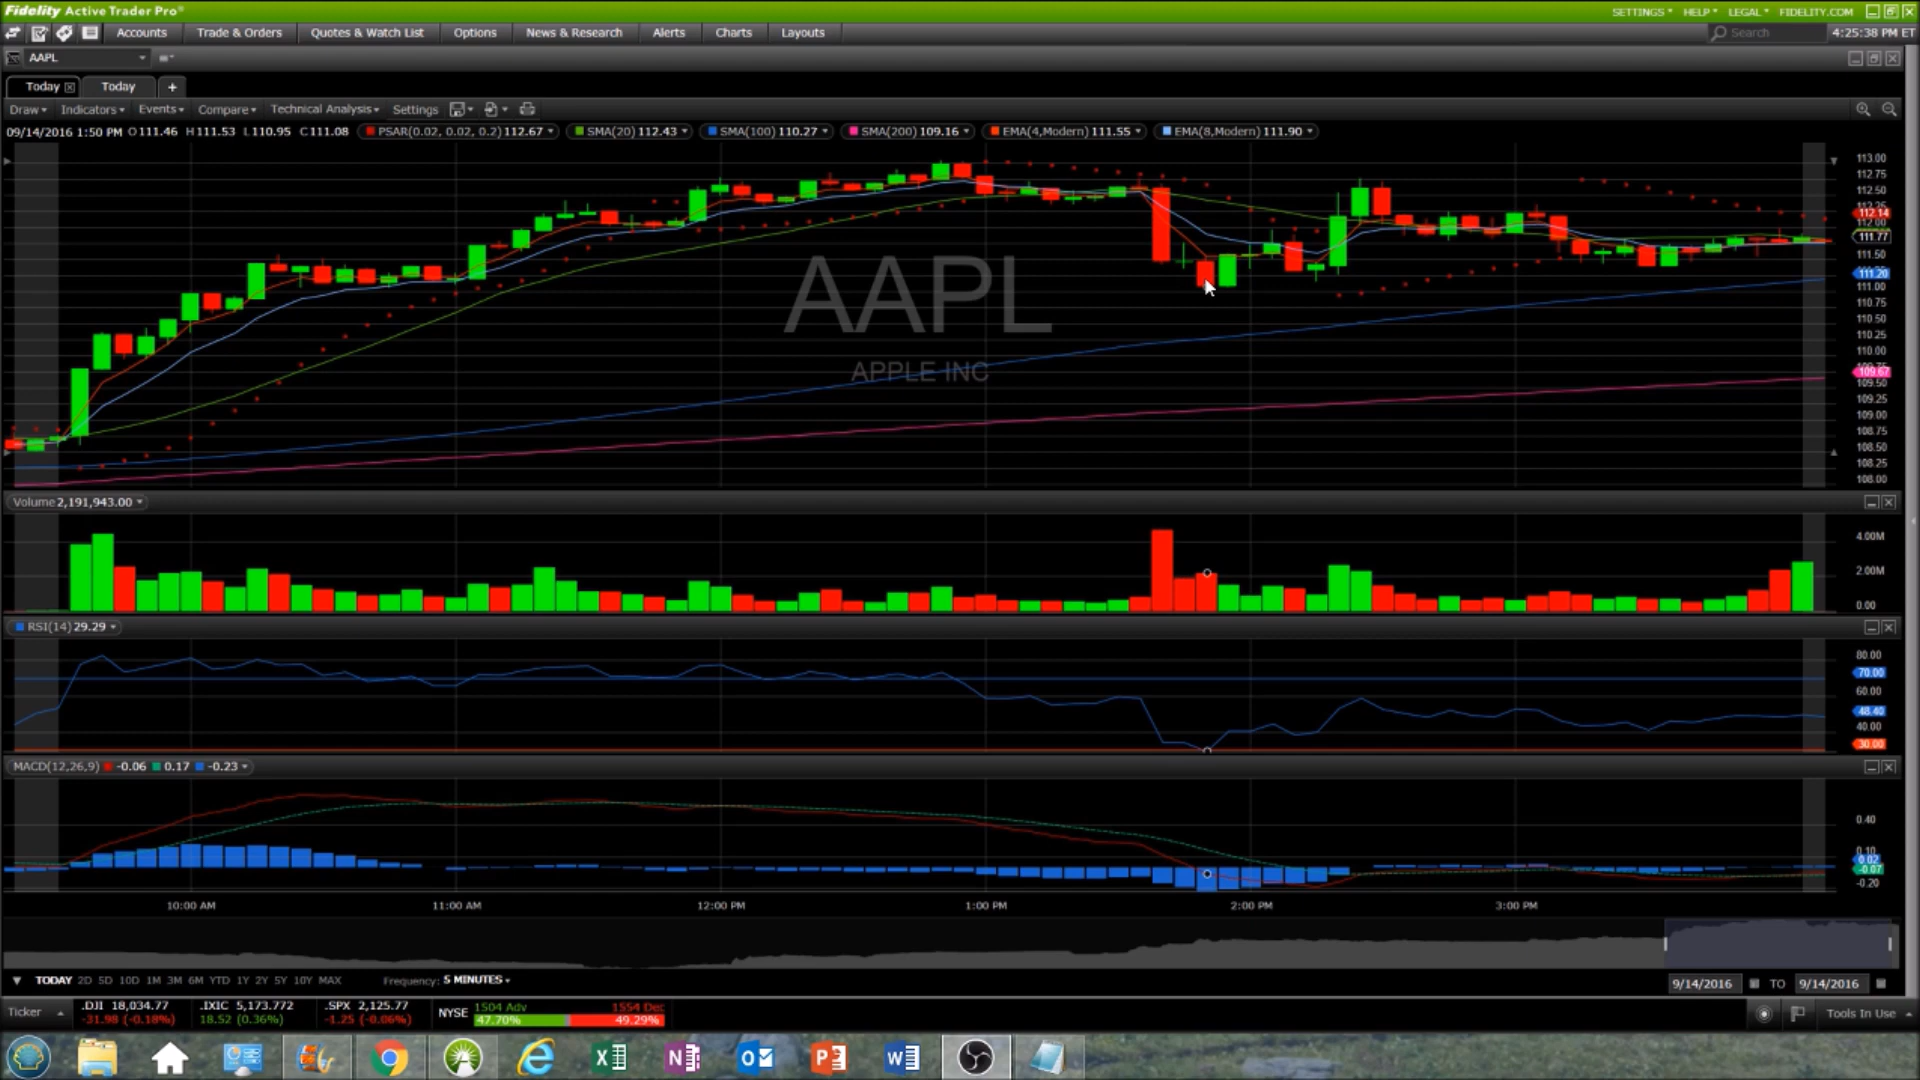 Fidelity Active Trader Pro®
SETTINGS HELP LEGAL FIDELITY.COM
Accounts Trade & Orders Quotes & Watch List Options News & Research Alerts Charts Layouts
Search 4:25:38 PM ET
AAPL
Today Today +
Draw Indicators Events Compare Technical Analysis Settings
09/14/2016 1:50 PM O 111.46 H 111.53 L 110.95 C 111.08 PSAR(0.02, 0.02, 0.2) 112.67 SMA(20) 112.43 SMA(100) 110.27 SMA(200) 109.16 EMA(4,Modern) 111.55 EMA(8,Modern) 111.90
113.00
112.75
112.50
112.25
112.14
112.00
111.77
111.50
111.20
111.00
110.75
110.50
110.25
110.00
109.67
109.50
109.25
109.00
108.75
108.50
108.25
108.00
AAPL
APPLE INC
Volume 2,191,943.00
4.00M
2.00M
0.00
RSI(14) 29.29
80.00
70.00
60.00
48.40
40.00
30.00
MACD(12,26,9) -0.06 0.17 -0.23
0.40
0.10
0.02
-0.07
-0.20
10:00 AM 11:00 AM 12:00 PM 1:00 PM 2:00 PM 3:00 PM
TODAY 2D 5D 10D 1M 3M 6M YTD 1Y 2Y 5Y 10Y MAX Frequency: 5 MINUTES
9/14/2016 TO 9/14/2016
Ticker .DJI 18,034.77 .IXIC 5,173.772 .SPX 2,125.77 NYSE 1504 Adv 1554 Dec
-31.98 (-0.18%) 18.52 (0.36%) -1.25 (-0.06%) 47.70% 49.29%
Tools In Use